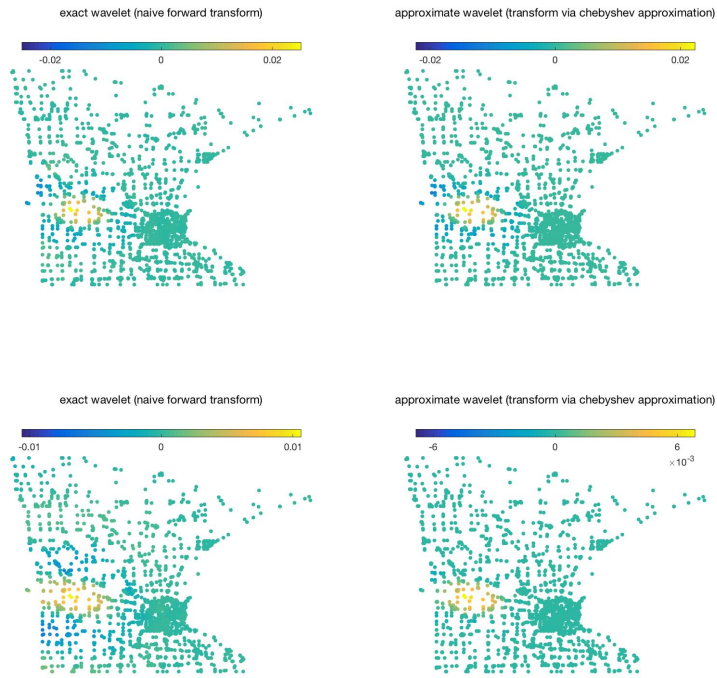 exact wavelet (naive forward transform)
approximate wavelet (transform via chebyshev approximation)
-0.02 0 0.02
-0.02 0 0.02
exact wavelet (naive forward transform)
approximate wavelet (transform via chebyshev approximation)
-0.01 0 0.01
-6 0 6
×10⁻³